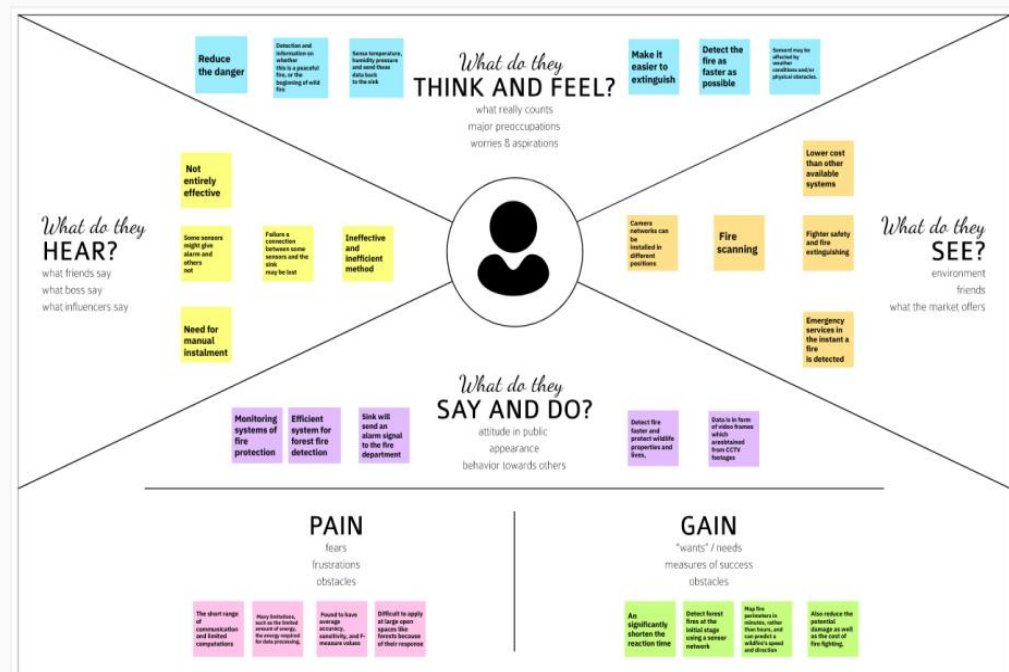 What do they
THINK AND FEEL?
what really counts
major preoccupations
worries & aspirations
Reduce
the danger
Detection and
information on
whether
this is a peaceful
fire, or the
beginning of wild
fire
Sense temperature,
humidity pressure
and send these
data back
to the sink
Make it
easier to
extinguish
Detect the
fire as
faster as
possible
Sensord may be
affected by
weather
conditions and/or
physical obstacles.
What do they
HEAR?
what friends say
what boss say
what influencers say
Not
entirely
effective
Some sensors
might give
alarm and
others
not
Failure a
connection
between some
sensors and the
sink
may be lost
Ineffective
and
inefficient
method
Need for
manual
instalment
What do they
SEE?
environment
friends
what the market offers
Lower cost
than other
available
systems
Camera
networks can
be
installed in
different
positions
Fire
scanning
Fighter safety
and fire
extinguishing
Emergency
services in
the instant a
fire
is detected
What do they
SAY AND DO?
attitude in public
appearance
behavior towards others
Monitoring
systems of
fire
protection
Efficient
system for
forest fire
detection
Sink will
send an
alarm signal
to the fire
department
Detect fire
faster and
protect wildlife
properties and
lives,
Data is in form
of video frames
which
areobtained
from CCTV
footages
PAIN
fears
frustrations
obstacles
The short range
of
communication
and limited
computations
Many limitations,
such as the limited
amount of energy,
the energy required
for data processing,
Found to have
average
accuracy,
sensitivity, and F-
measure values
Difficult to apply
at large open
spaces like
forests because
of their response
GAIN
"wants" / needs
measures of success
obstacles
An
significantly
shorten the
reaction time
Detect forest
fires at the
initial stage
using a sensor
network
Map fire
perimeters in
minutes, rather
than hours, and
can predict a
wildfire's speed
and direction
Also reduce the
potential
damage as well
as the cost of
fire fighting.